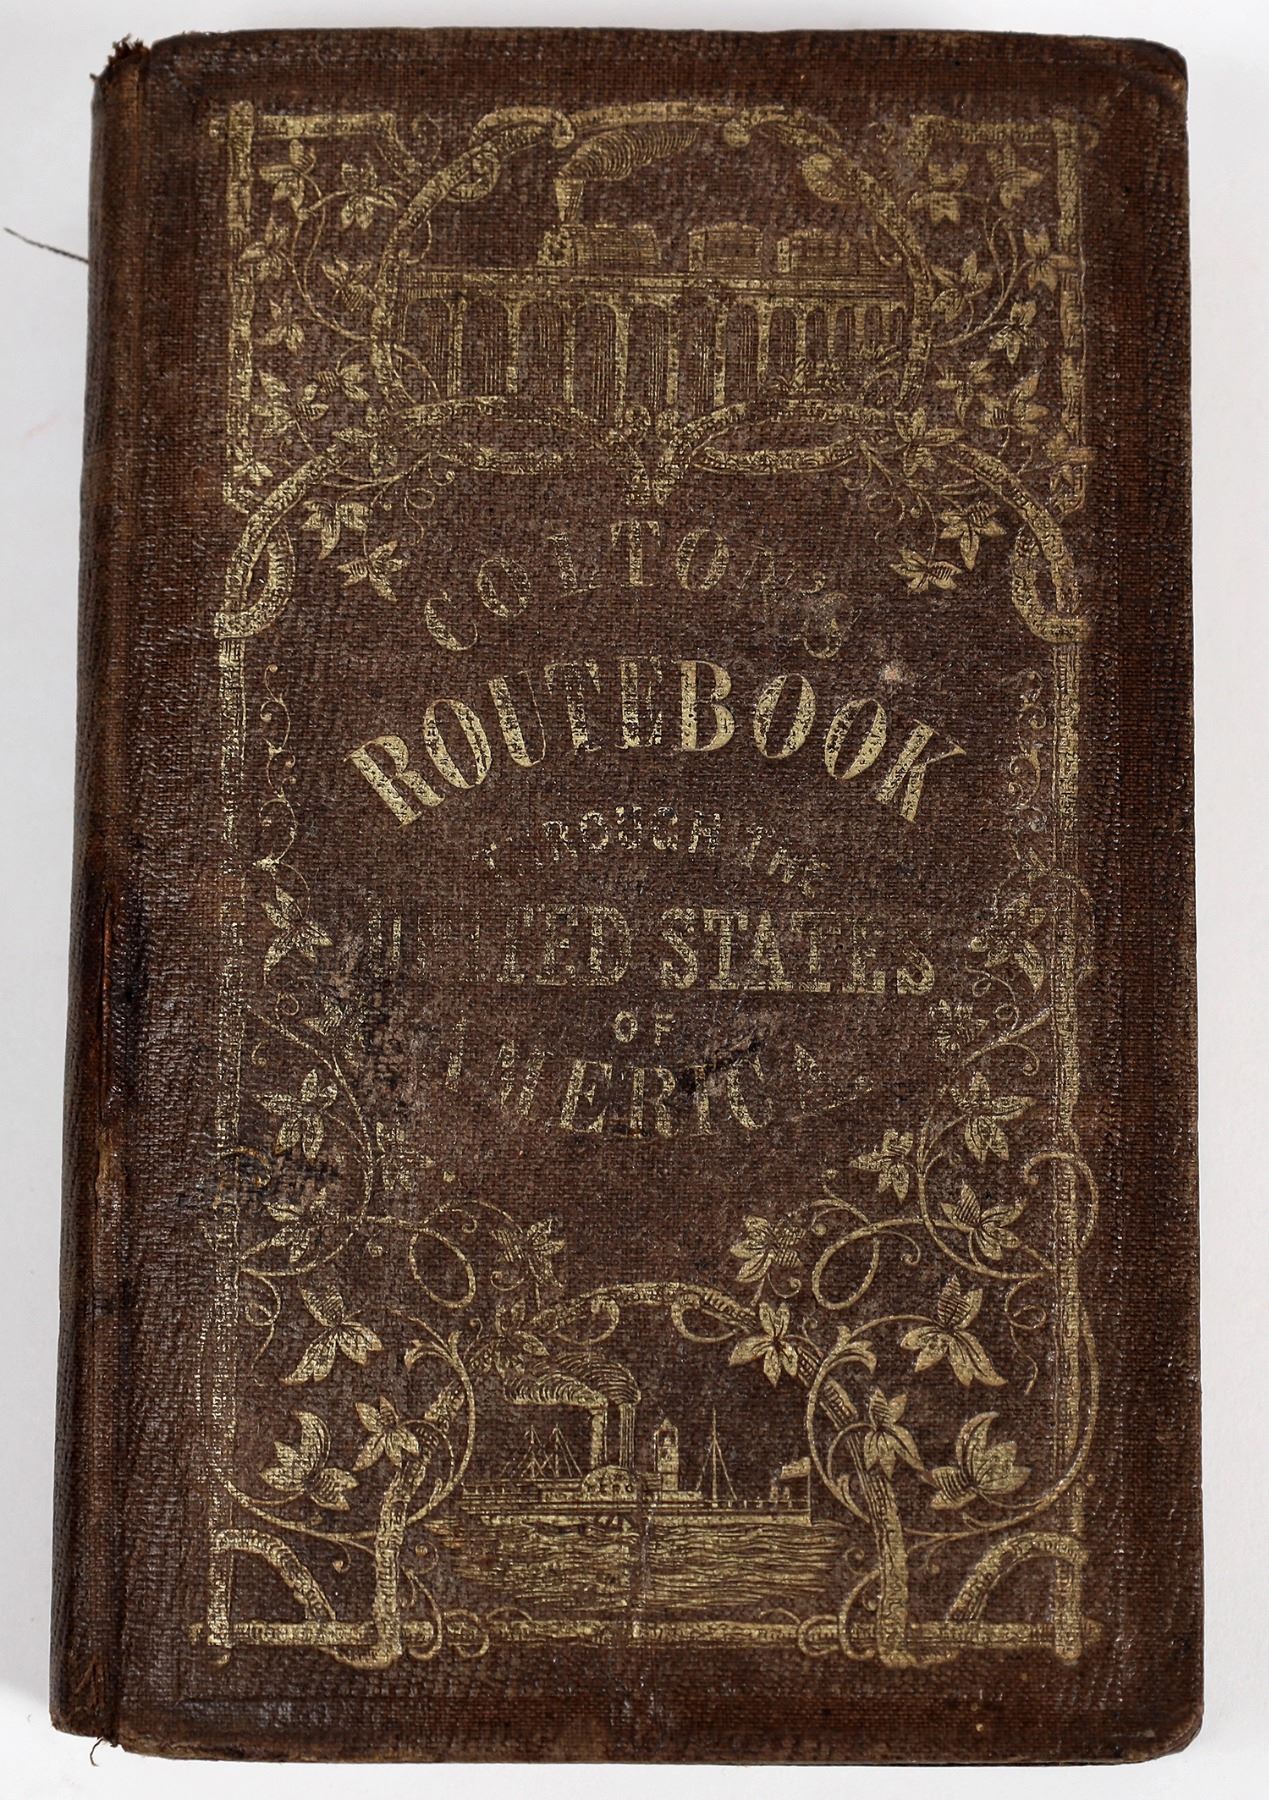 COLTON'S
ROUTEBOOK
THROUGH THE
UNITED STATES
OF
AMERICA